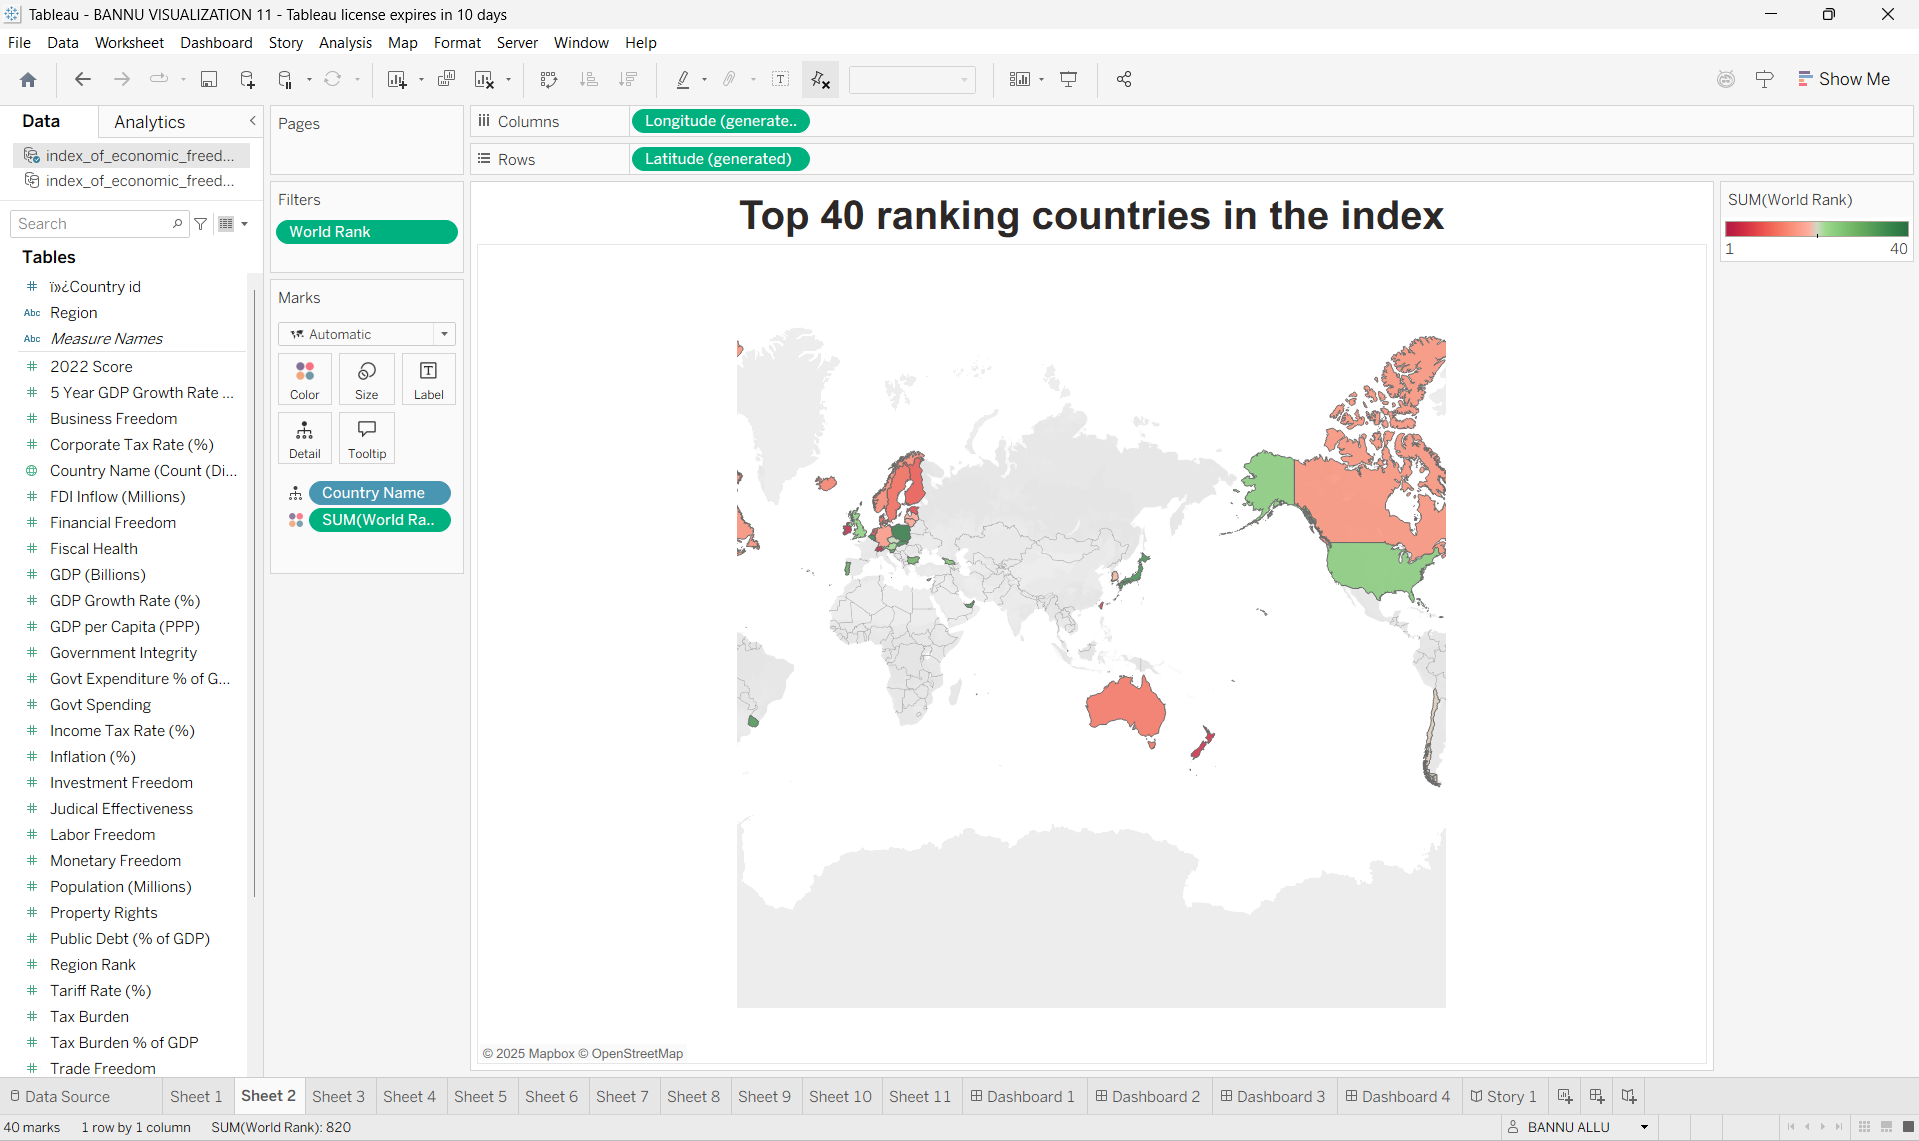 Tableau - BANNU VISUALIZATION 11 - Tableau license expires in 10 days
File Data Worksheet Dashboard Story Analysis Map Format Server Window Help
Show Me
Data Analytics
index_of_economic_freed...
index_of_economic_freed...
Search
Tables
ï»¿Country id
Abc Region
Abc Measure Names
2022 Score
5 Year GDP Growth Rate ...
Business Freedom
Corporate Tax Rate (%)
Country Name (Count (Di...
FDI Inflow (Millions)
Financial Freedom
Fiscal Health
GDP (Billions)
GDP Growth Rate (%)
GDP per Capita (PPP)
Government Integrity
Govt Expenditure % of G...
Govt Spending
Income Tax Rate (%)
Inflation (%)
Investment Freedom
Judical Effectiveness
Labor Freedom
Monetary Freedom
Population (Millions)
Property Rights
Public Debt (% of GDP)
Region Rank
Tariff Rate (%)
Tax Burden
Tax Burden % of GDP
Trade Freedom
Pages
Filters
World Rank
Marks
Automatic
Color Size Label
Detail Tooltip
Country Name
SUM(World Ra..
Columns Longitude (generate..
Rows Latitude (generated)
Top 40 ranking countries in the index
© 2025 Mapbox © OpenStreetMap
SUM(World Rank)
1 40
Data Source Sheet 1 Sheet 2 Sheet 3 Sheet 4 Sheet 5 Sheet 6 Sheet 7 Sheet 8 Sheet 9 Sheet 10 Sheet 11 Dashboard 1 Dashboard 2 Dashboard 3 Dashboard 4 Story 1
40 marks 1 row by 1 column SUM(World Rank): 820 BANNU ALLU